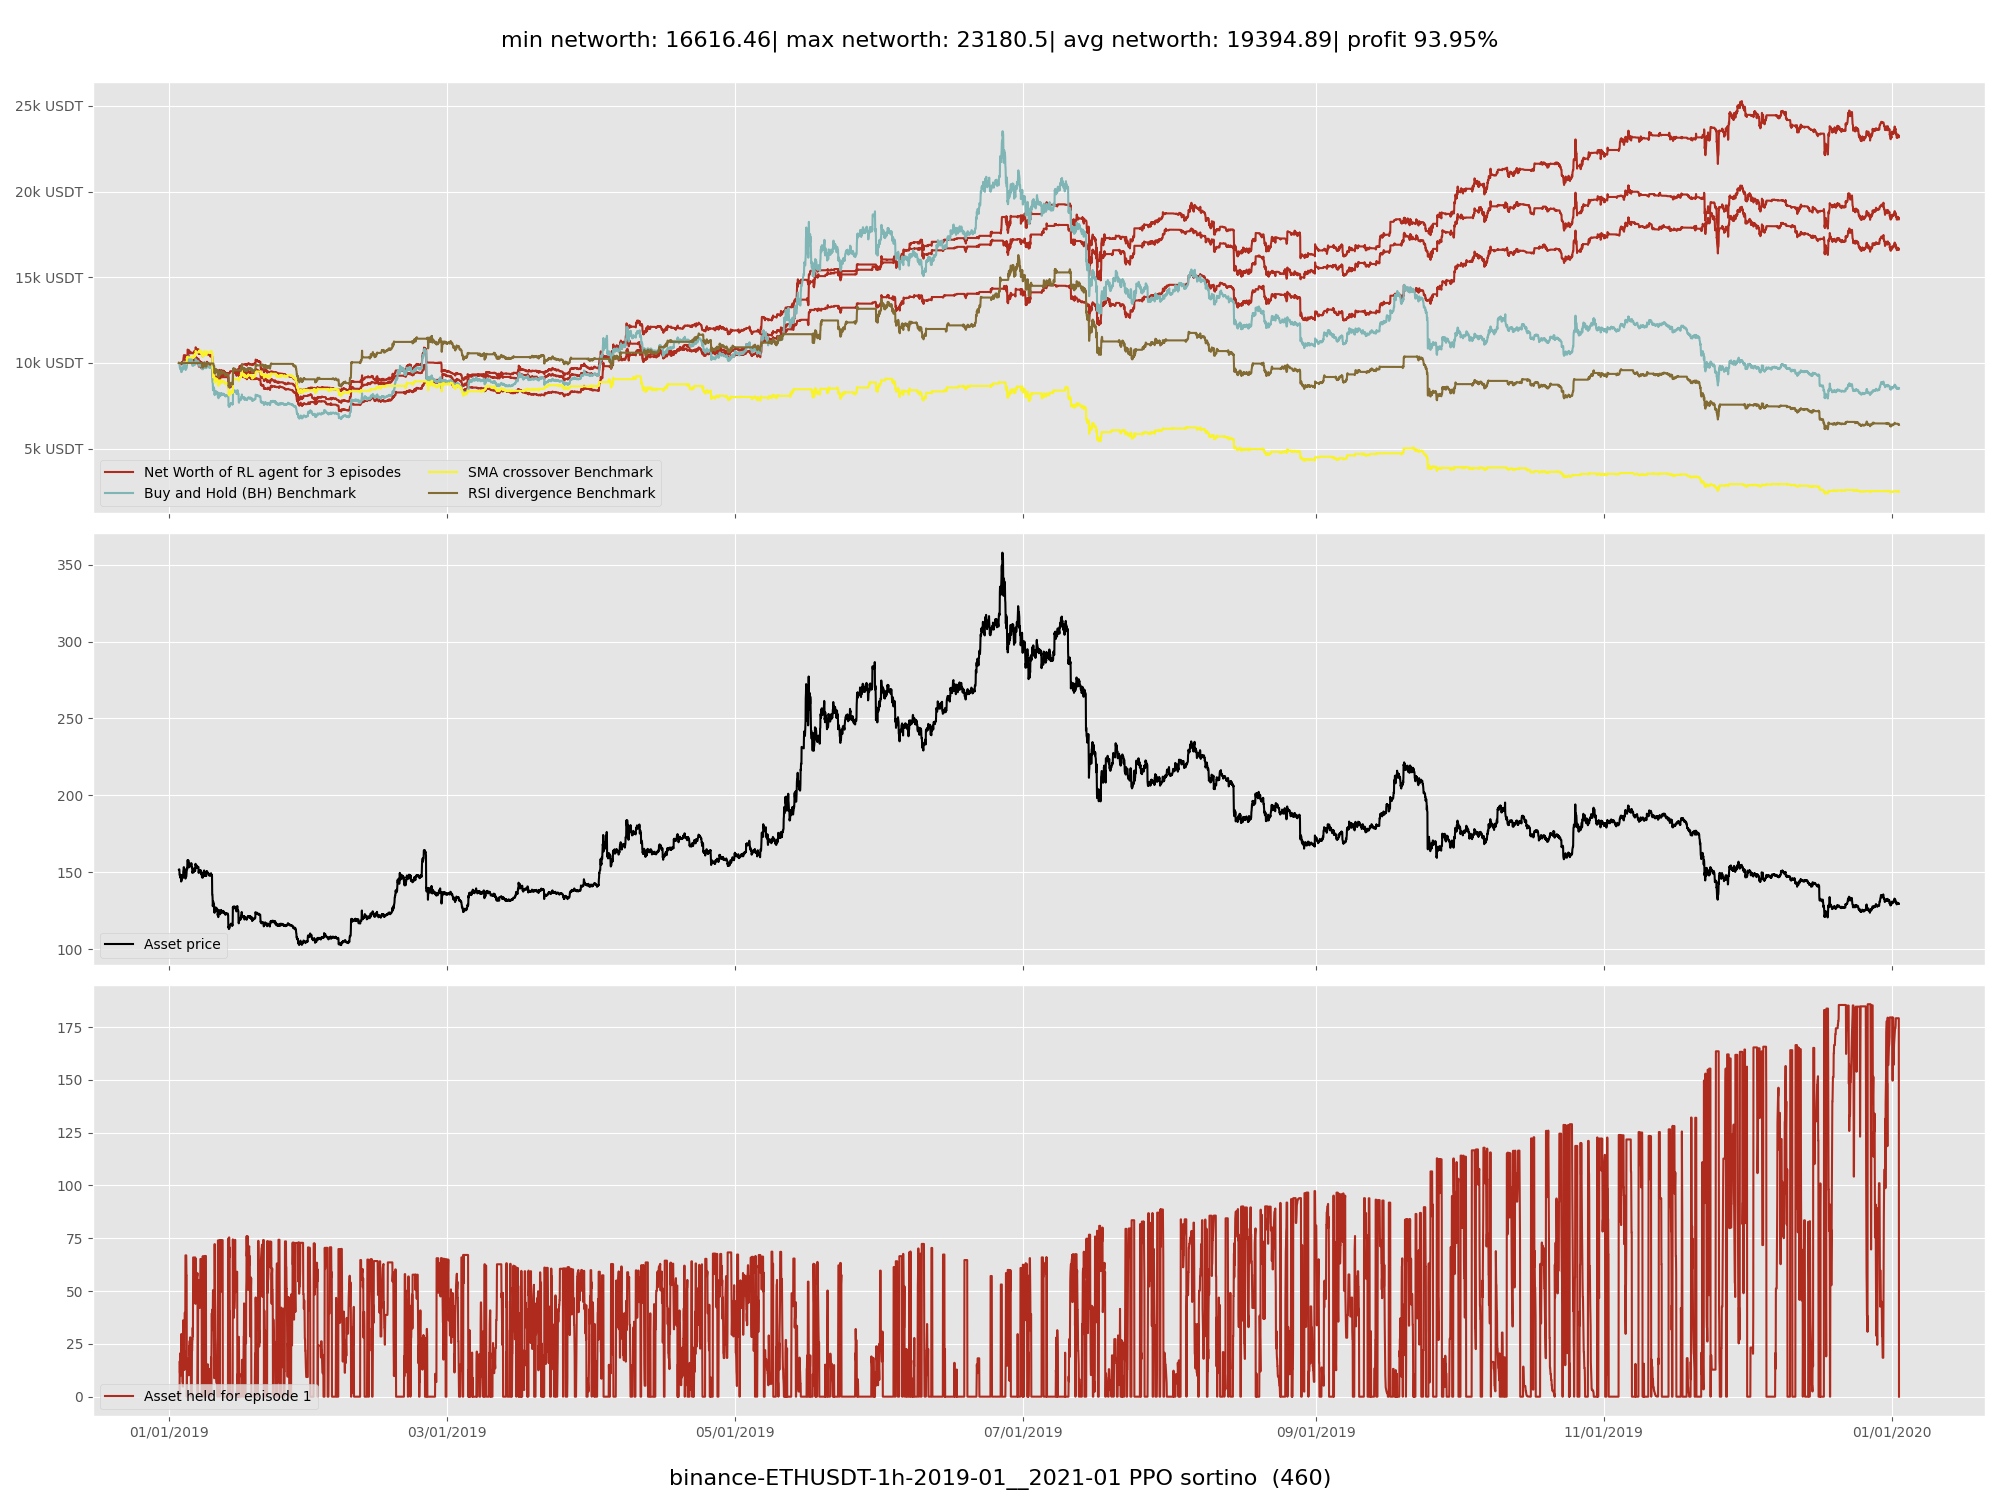 min networth: 16616.46| max networth: 23180.5| avg networth: 19394.89| profit 93.95%
25k USDT
20k USDT
15k USDT
10k USDT
5k USDT
Net Worth of RL agent for 3 episodes
Buy and Hold (BH) Benchmark
SMA crossover Benchmark
RSI divergence Benchmark
350
300
250
200
150
100
Asset price
175
150
125
100
75
50
25
0
Asset held for episode 1
01/01/2019 03/01/2019 05/01/2019 07/01/2019 09/01/2019 11/01/2019 01/01/2020
binance-ETHUSDT-1h-2019-01__2021-01 PPO sortino  (460)